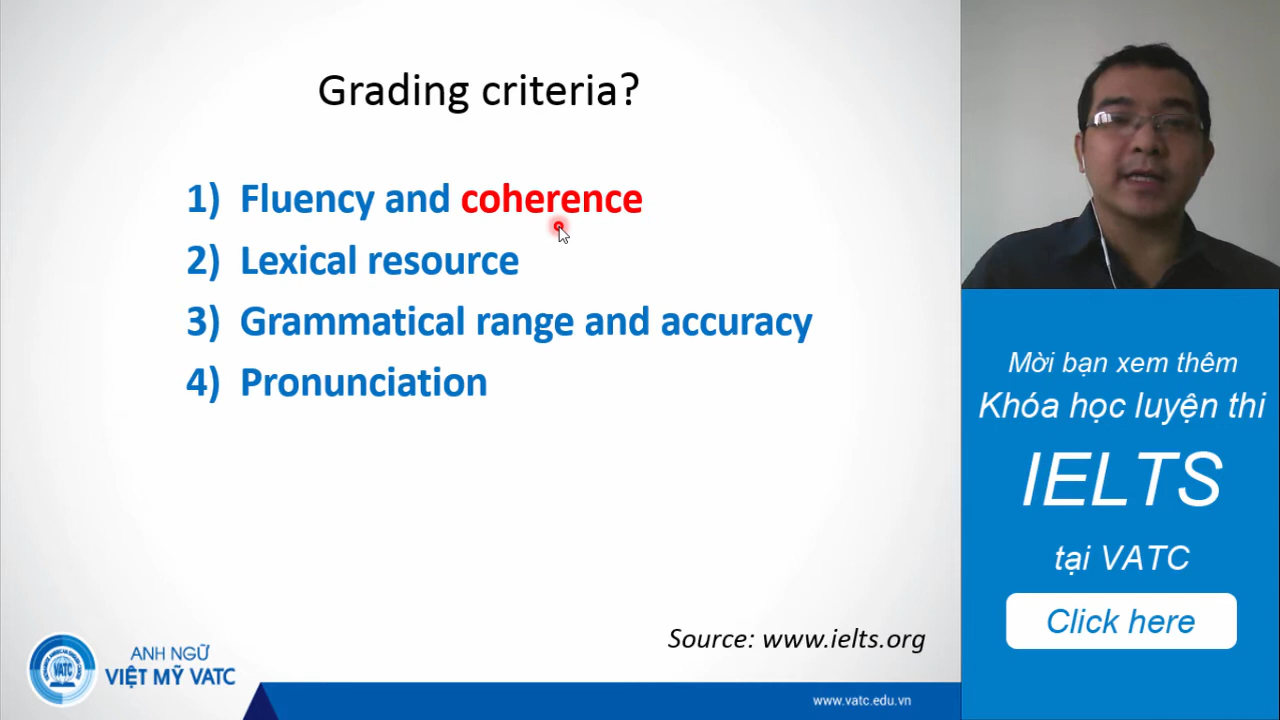 Grading criteria?
1) Fluency and coherence
2) Lexical resource
3) Grammatical range and accuracy
4) Pronunciation
Source: www.ielts.org
VATC
ANH NGỮ
VIỆT MỸ VATC
www.vatc.edu.vn
Mời bạn xem thêm
Khóa học luyện thi
IELTS
tại VATC
Click here